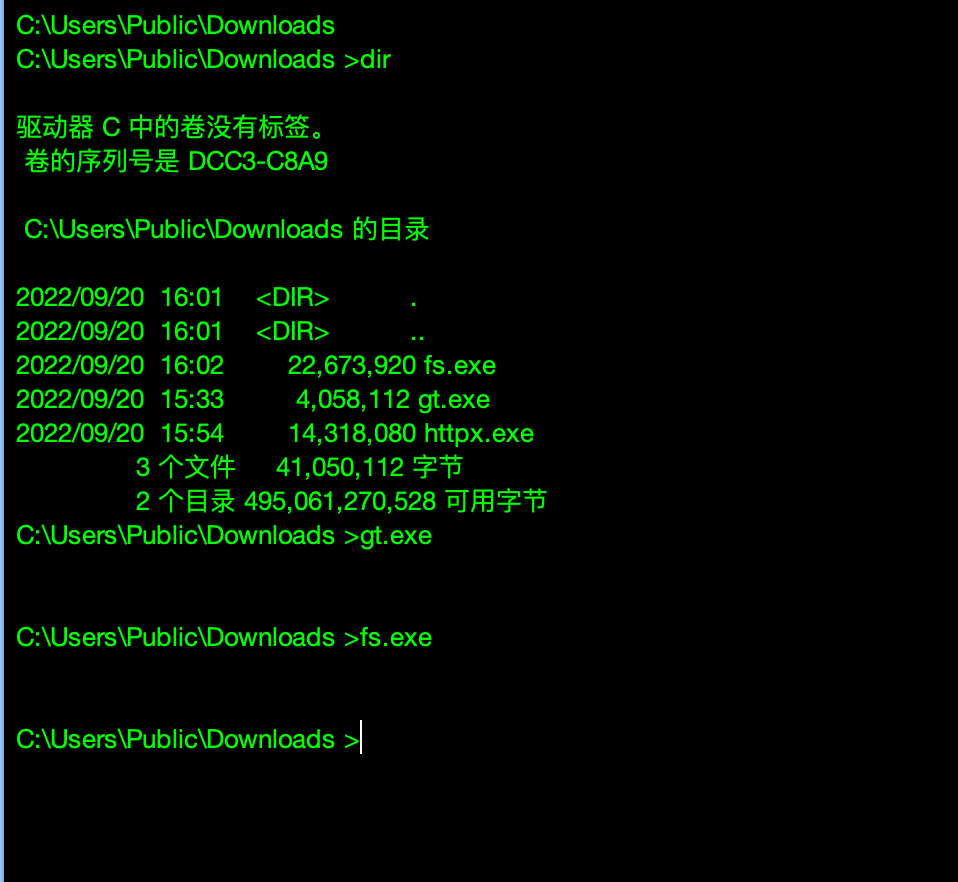 C:\Users\Public\Downloads
C:\Users\Public\Downloads >dir
驱动器 C 中的卷没有标签。
卷的序列号是 DCC3-C8A9
C:\Users\Public\Downloads 的目录
2022/09/20  16:01    <DIR>          .
2022/09/20  16:01    <DIR>          ..
2022/09/20  16:02        22,673,920 fs.exe
2022/09/20  15:33         4,058,112 gt.exe
2022/09/20  15:54        14,318,080 httpx.exe
3 个文件     41,050,112 字节
2 个目录 495,061,270,528 可用字节
C:\Users\Public\Downloads >gt.exe
C:\Users\Public\Downloads >fs.exe
C:\Users\Public\Downloads >